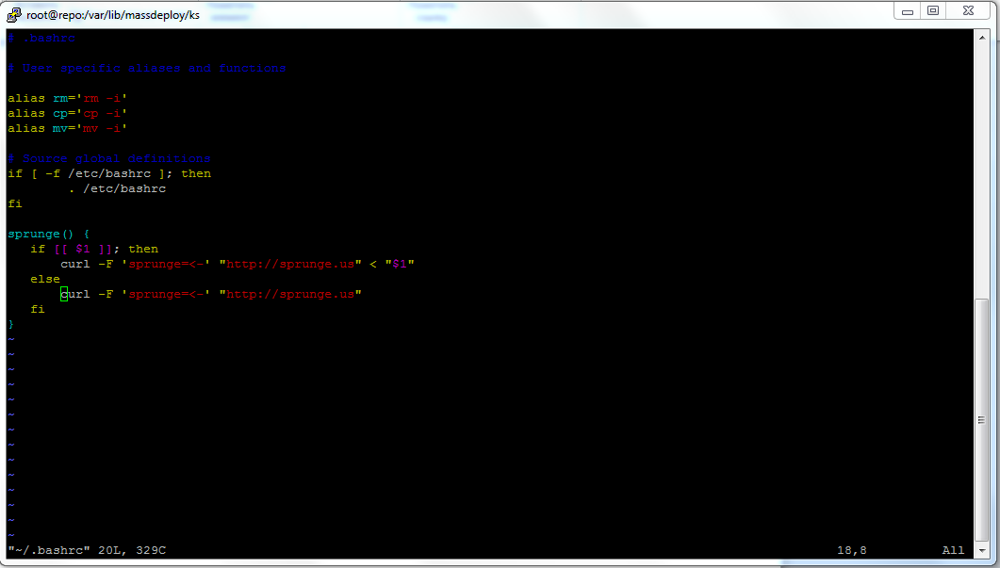 root@repo:/var/lib/massdeploy/ks
# .bashrc
# User specific aliases and functions
alias rm='rm -i'
alias cp='cp -i'
alias mv='mv -i'
# Source global definitions
if [ -f /etc/bashrc ]; then
        . /etc/bashrc
fi
sprunge() {
   if [[ $1 ]]; then
       curl -F 'sprunge=<-' "http://sprunge.us" < "$1"
   else
       curl -F 'sprunge=<-' "http://sprunge.us"
   fi
}
~
~
~
~
~
~
~
~
~
~
~
~
~
~
"~/.bashrc" 20L, 329C 18,8 All